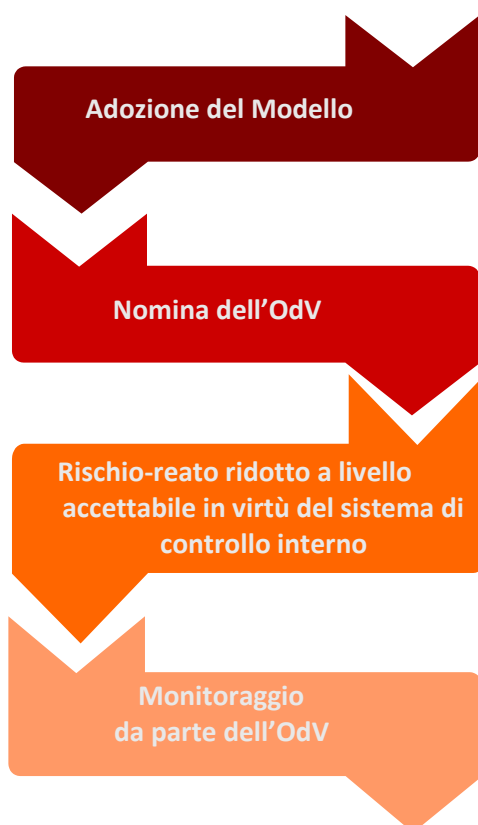 Adozione del Modello
Nomina dell’OdV
Rischio-reato ridotto a livello
accettabile in virtù del sistema di
controllo interno
Monitoraggio
da parte dell’OdV